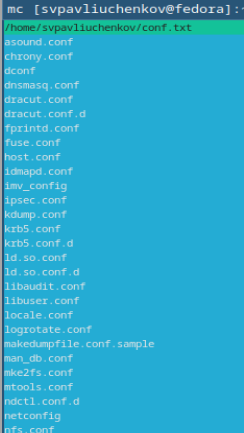 mc [svpavliuchenkov@fedora]:
/home/svpavliuchenkov/conf.txt
asound.conf
chrony.conf
dconf
dnsmasq.conf
dracut.conf
dracut.conf.d
fprintd.conf
fuse.conf
host.conf
idmapd.conf
imv_config
ipsec.conf
kdump.conf
krb5.conf
krb5.conf.d
ld.so.conf
ld.so.conf.d
libaudit.conf
libuser.conf
locale.conf
logrotate.conf
makedumpfile.conf.sample
man_db.conf
mke2fs.conf
mtools.conf
ndctl.conf.d
netconfig
nfs.conf